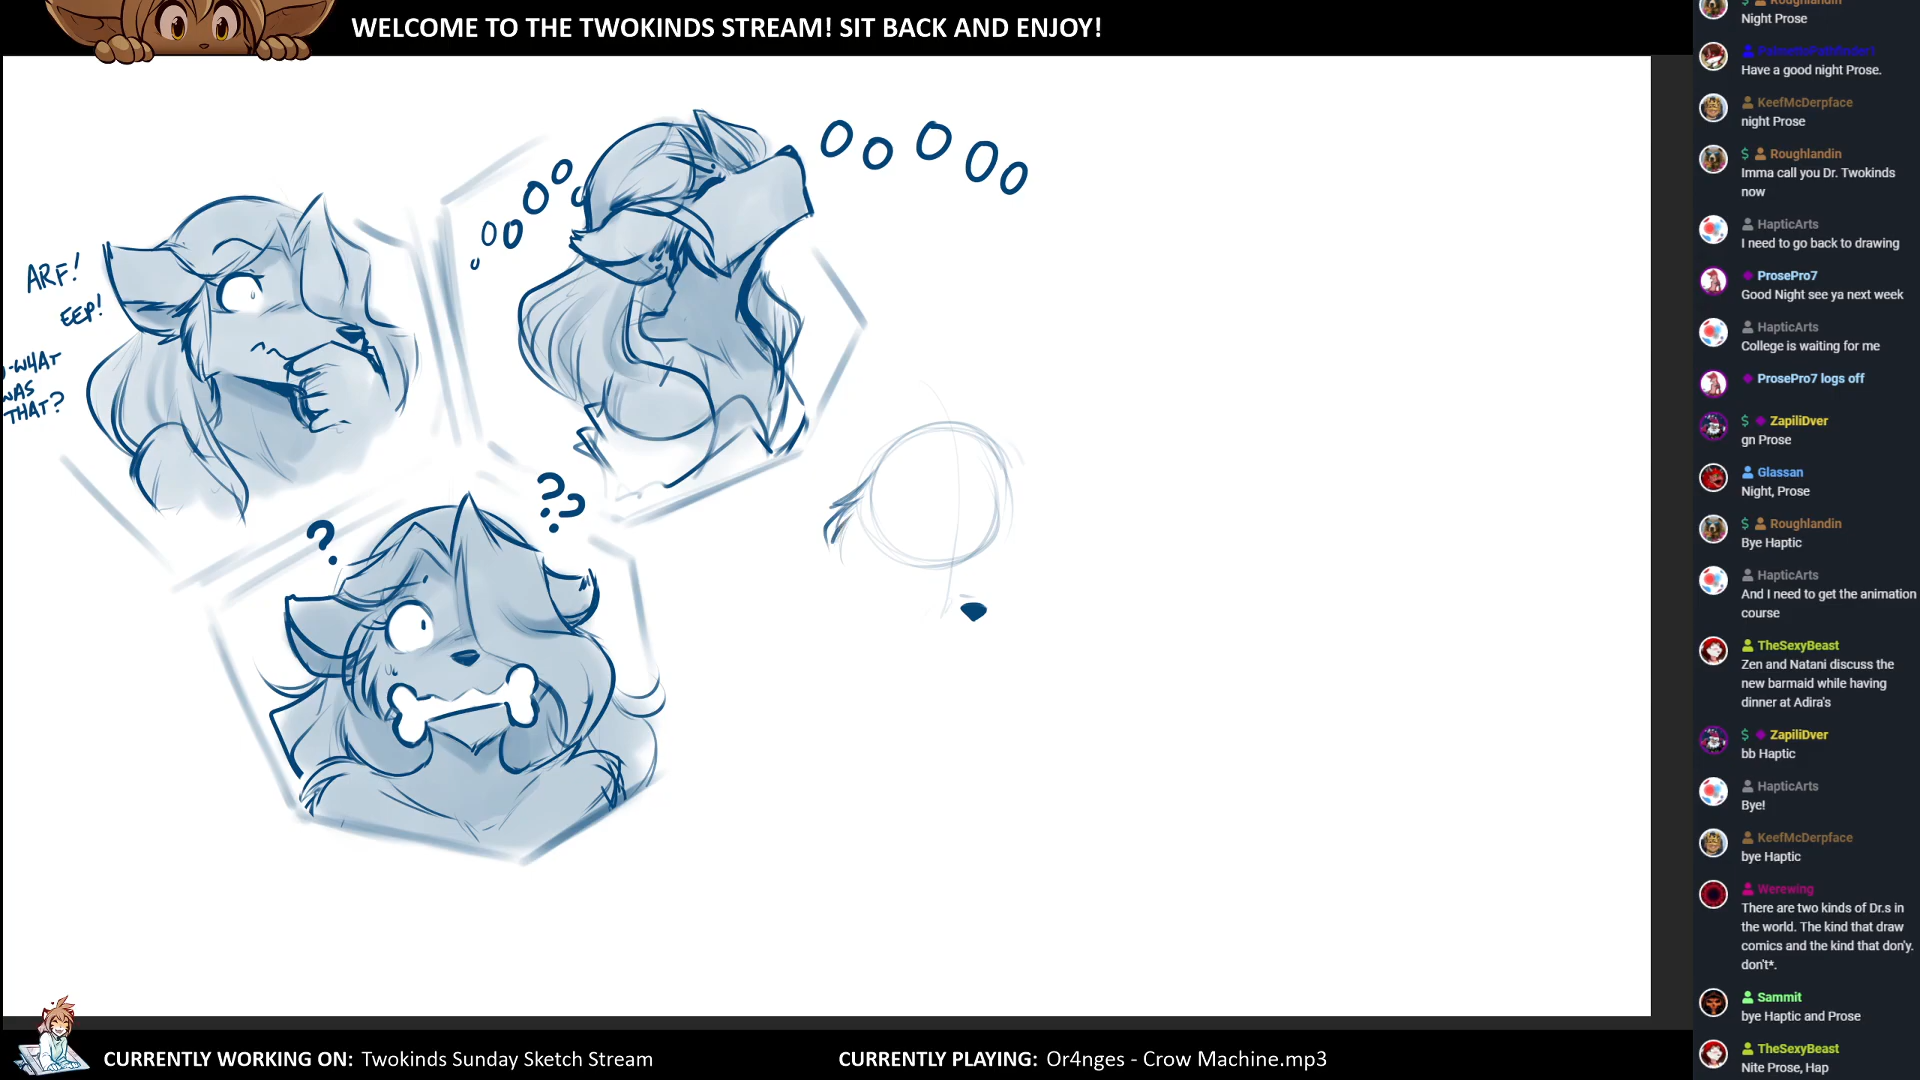 WELCOME TO THE TWOKINDS STREAM! SIT BACK AND ENJOY!
ARF!
EEP!
-WHAT
WAS
THAT?
OO
O
O
O
O
O O O O O
?
??
Roughlandin
Night Prose
Have a good night Prose.
KeefMcDerpface
night Prose
$ Roughlandin
Imma call you Dr. Twokinds
now
HapticArts
I need to go back to drawing
ProsePro7
Good Night see ya next week
HapticArts
College is waiting for me
ProsePro7 logs off
$ ZapiliDver
gn Prose
Glassan
Night, Prose
$ Roughlandin
Bye Haptic
HapticArts
And I need to get the animation
course
TheSexyBeast
Zen and Natani discuss the
new barmaid while having
dinner at Adira's
$ ZapiliDver
bb Haptic
HapticArts
Bye!
KeefMcDerpface
bye Haptic
Werewing
There are two kinds of Dr.s in
the world. The kind that draw
comics and the kind that don'y.
don't*.
Sammit
bye Haptic and Prose
TheSexyBeast
Nite Prose, Hap
CURRENTLY WORKING ON: Twokinds Sunday Sketch Stream
CURRENTLY PLAYING: Or4nges - Crow Machine.mp3